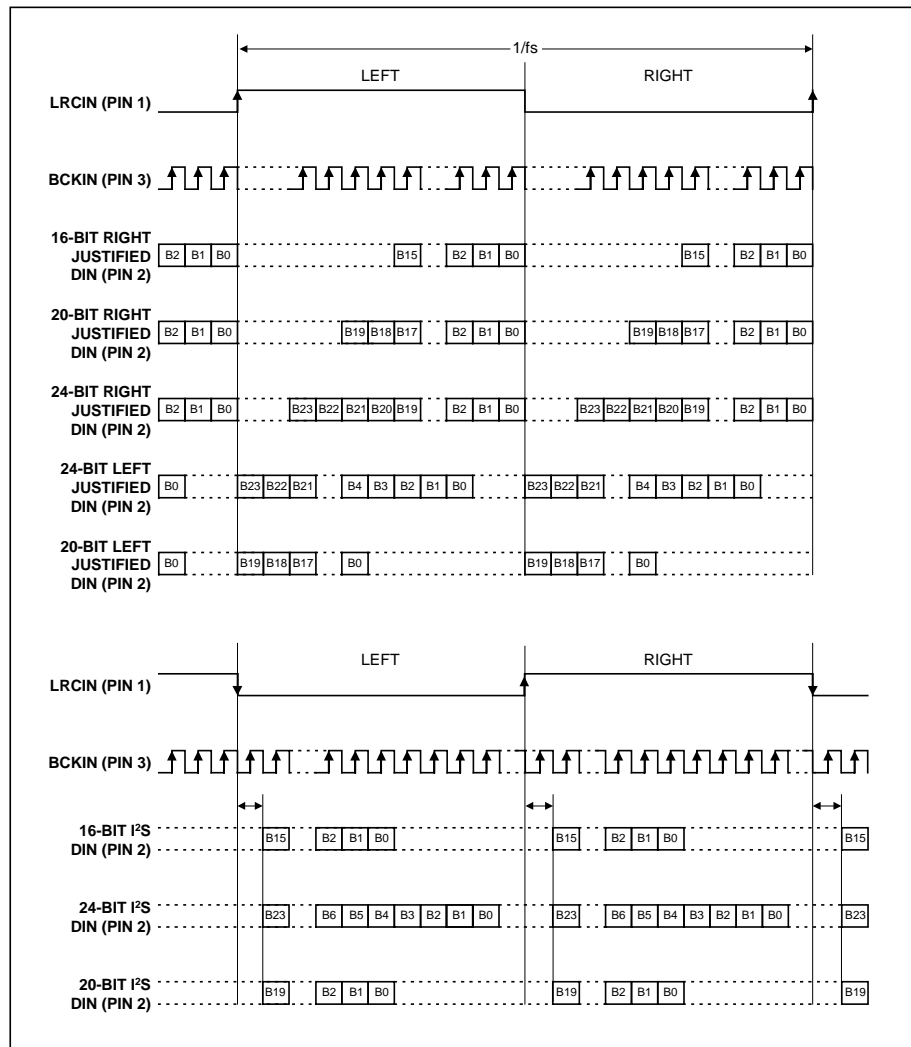 1/fs
LEFT RIGHT
LRCIN (PIN 1)
BCKIN (PIN 3)
16-BIT RIGHT
JUSTIFIED
DIN (PIN 2)
B2 B1 B0 B15 B2 B1 B0 B15 B2 B1 B0
20-BIT RIGHT
JUSTIFIED
DIN (PIN 2)
B2 B1 B0 B19 B18 B17 B2 B1 B0 B19 B18 B17 B2 B1 B0
24-BIT RIGHT
JUSTIFIED
DIN (PIN 2)
B2 B1 B0 B23 B22 B21 B20 B19 B2 B1 B0 B23 B22 B21 B20 B19 B2 B1 B0
24-BIT LEFT
JUSTIFIED
DIN (PIN 2)
B0 B23 B22 B21 B4 B3 B2 B1 B0 B23 B22 B21 B4 B3 B2 B1 B0
20-BIT LEFT
JUSTIFIED
DIN (PIN 2)
B0 B19 B18 B17 B0 B19 B18 B17 B0
LEFT RIGHT
LRCIN (PIN 1)
BCKIN (PIN 3)
16-BIT I²S
DIN (PIN 2)
B15 B2 B1 B0 B15 B2 B1 B0 B15
24-BIT I²S
DIN (PIN 2)
B23 B6 B5 B4 B3 B2 B1 B0 B23 B6 B5 B4 B3 B2 B1 B0 B23
20-BIT I²S
DIN (PIN 2)
B19 B2 B1 B0 B19 B2 B1 B0 B19